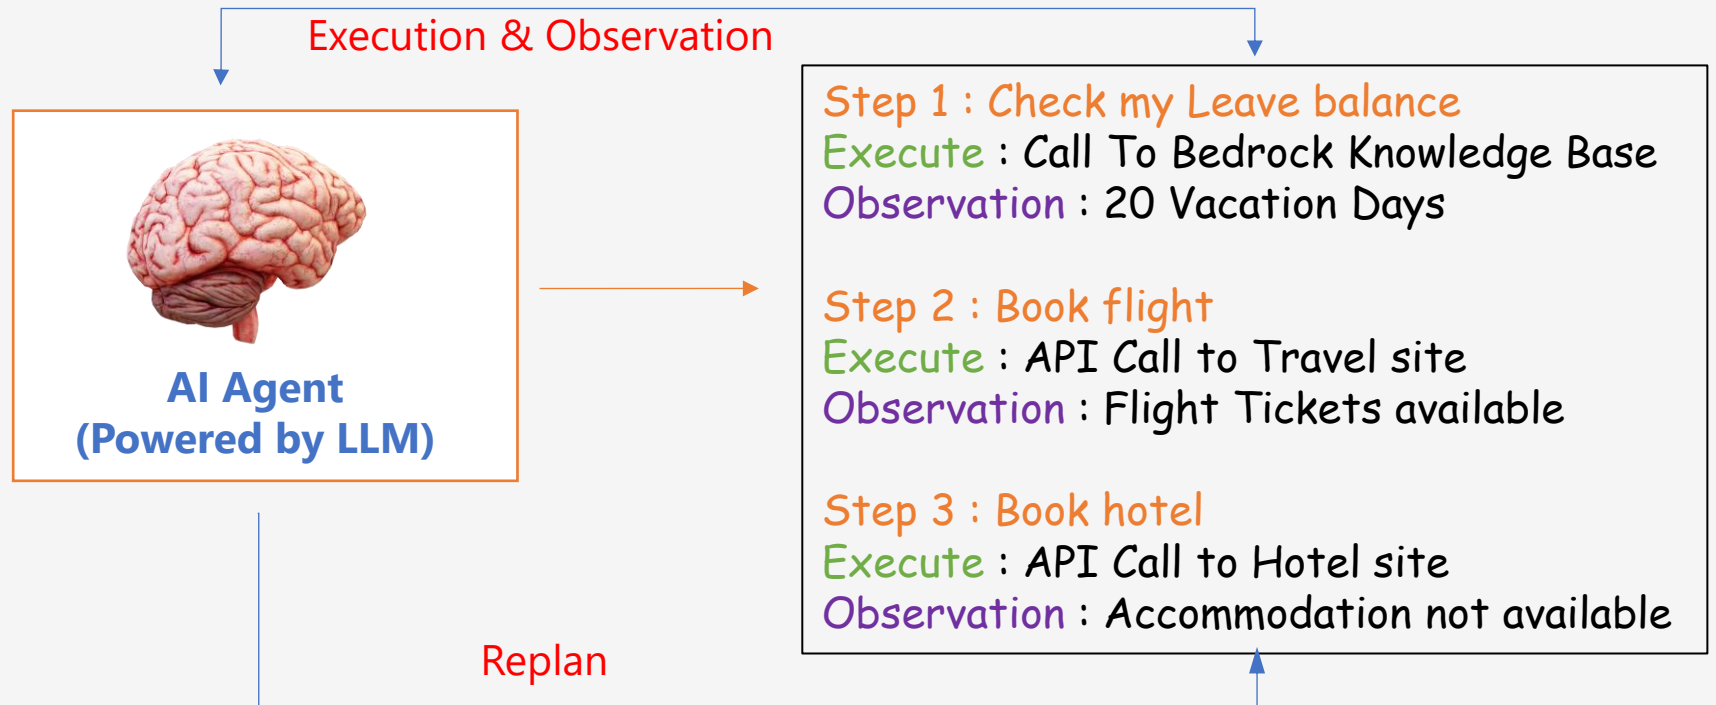 Execution & Observation
AI Agent
(Powered by LLM)
Step 1 : Check my Leave balance
Execute : Call To Bedrock Knowledge Base
Observation : 20 Vacation Days
Step 2 : Book flight
Execute : API Call to Travel site
Observation : Flight Tickets available
Step 3 : Book hotel
Execute : API Call to Hotel site
Observation : Accommodation not available
Replan